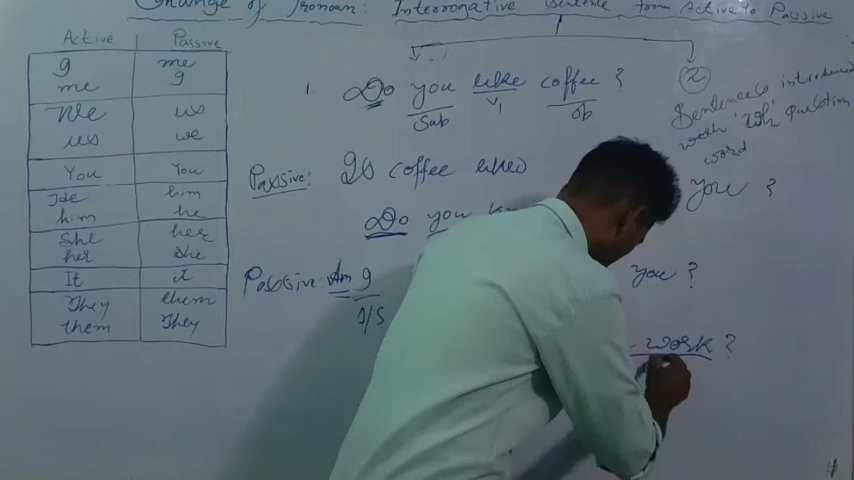 Change of Pronoun: Interrogative Sentence from Active to Passive
Active Passive
I me
me I
We us
us we
You You
He him
him he
She her
her she
It it
They them
them They
1. Do you like coffee ?
Sub V1 ob
Passive: Is coffee liked you ?
Do you
Passive: Am I you ?
1/S
work ?
2
Sentences introduced
with 'Wh' Question
word